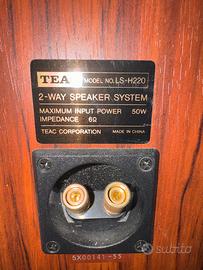 TEAC MODEL NO. LS-H220
2-WAY SPEAKER SYSTEM
MAXIMUM INPUT POWER 50W
IMPEDANCE 6Ω
TEAC CORPORATION MADE IN CHINA
5X00141-53
subito